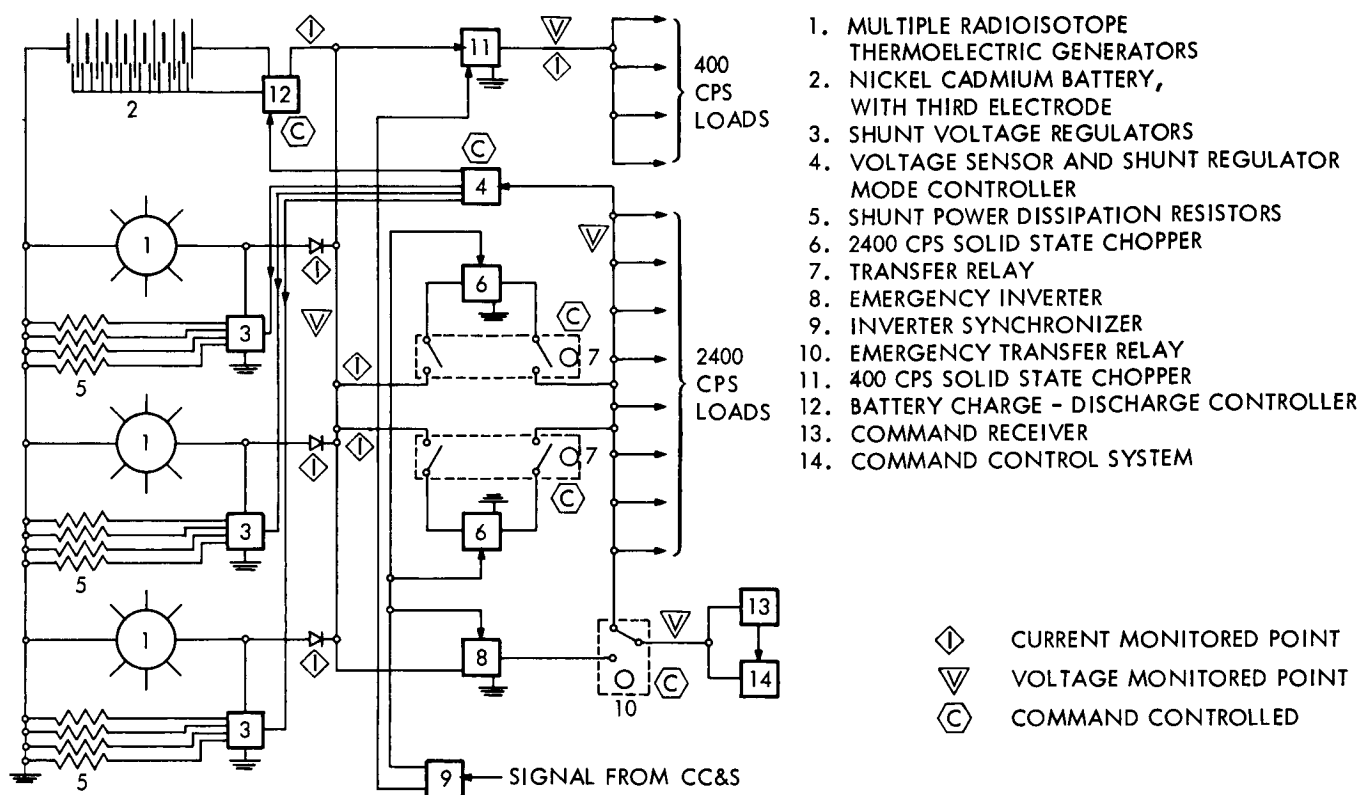 I
V
11
I
400
CPS
LOADS
12
C
2
C
4
V
1
I
6
3
V
C
7
5
I
2400
CPS
LOADS
1
I
I
7
C
3
6
5
1
I
8
V
13
14
C
10
3
5
9
SIGNAL FROM CC&S
1. MULTIPLE RADIOISOTOPE
THERMOELECTRIC GENERATORS
2. NICKEL CADMIUM BATTERY,
WITH THIRD ELECTRODE
3. SHUNT VOLTAGE REGULATORS
4. VOLTAGE SENSOR AND SHUNT REGULATOR
MODE CONTROLLER
5. SHUNT POWER DISSIPATION RESISTORS
6. 2400 CPS SOLID STATE CHOPPER
7. TRANSFER RELAY
8. EMERGENCY INVERTER
9. INVERTER SYNCHRONIZER
10. EMERGENCY TRANSFER RELAY
11. 400 CPS SOLID STATE CHOPPER
12. BATTERY CHARGE - DISCHARGE CONTROLLER
13. COMMAND RECEIVER
14. COMMAND CONTROL SYSTEM
I CURRENT MONITORED POINT
V VOLTAGE MONITORED POINT
C COMMAND CONTROLLED